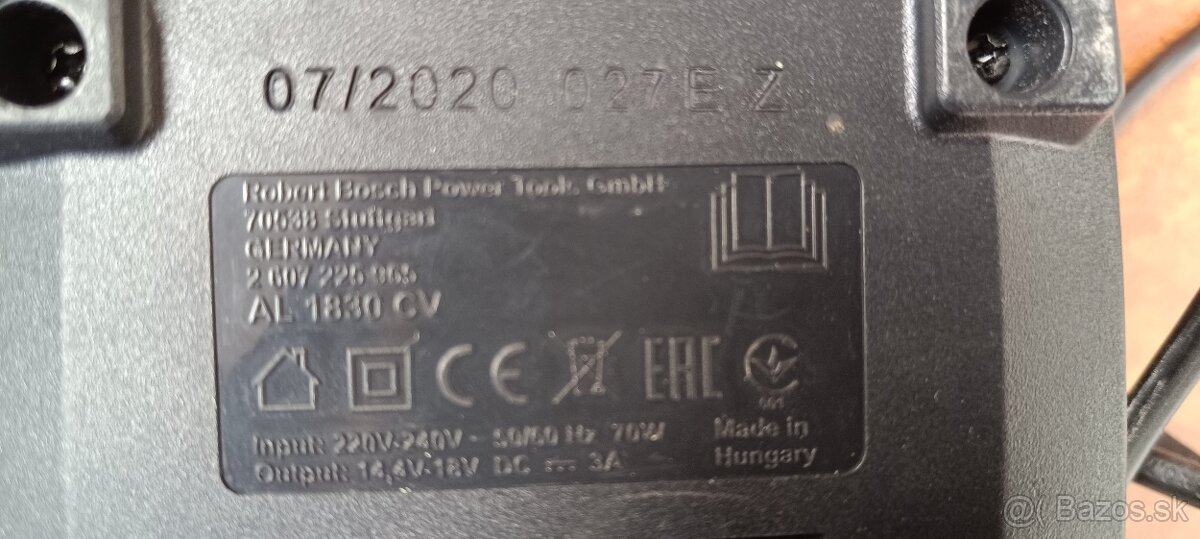 07/2020 027E Z
Robert Bosch Power Tools GmbH
70538 Stuttgart
GERMANY
2 607 225 965
AL 1830 CV
CE EAC
001
Input: 220V-240V ~ 50/60 Hz 70W
Output: 14,4V-18V DC ⎓ 3A
Made in
Hungary
Bazos.sk